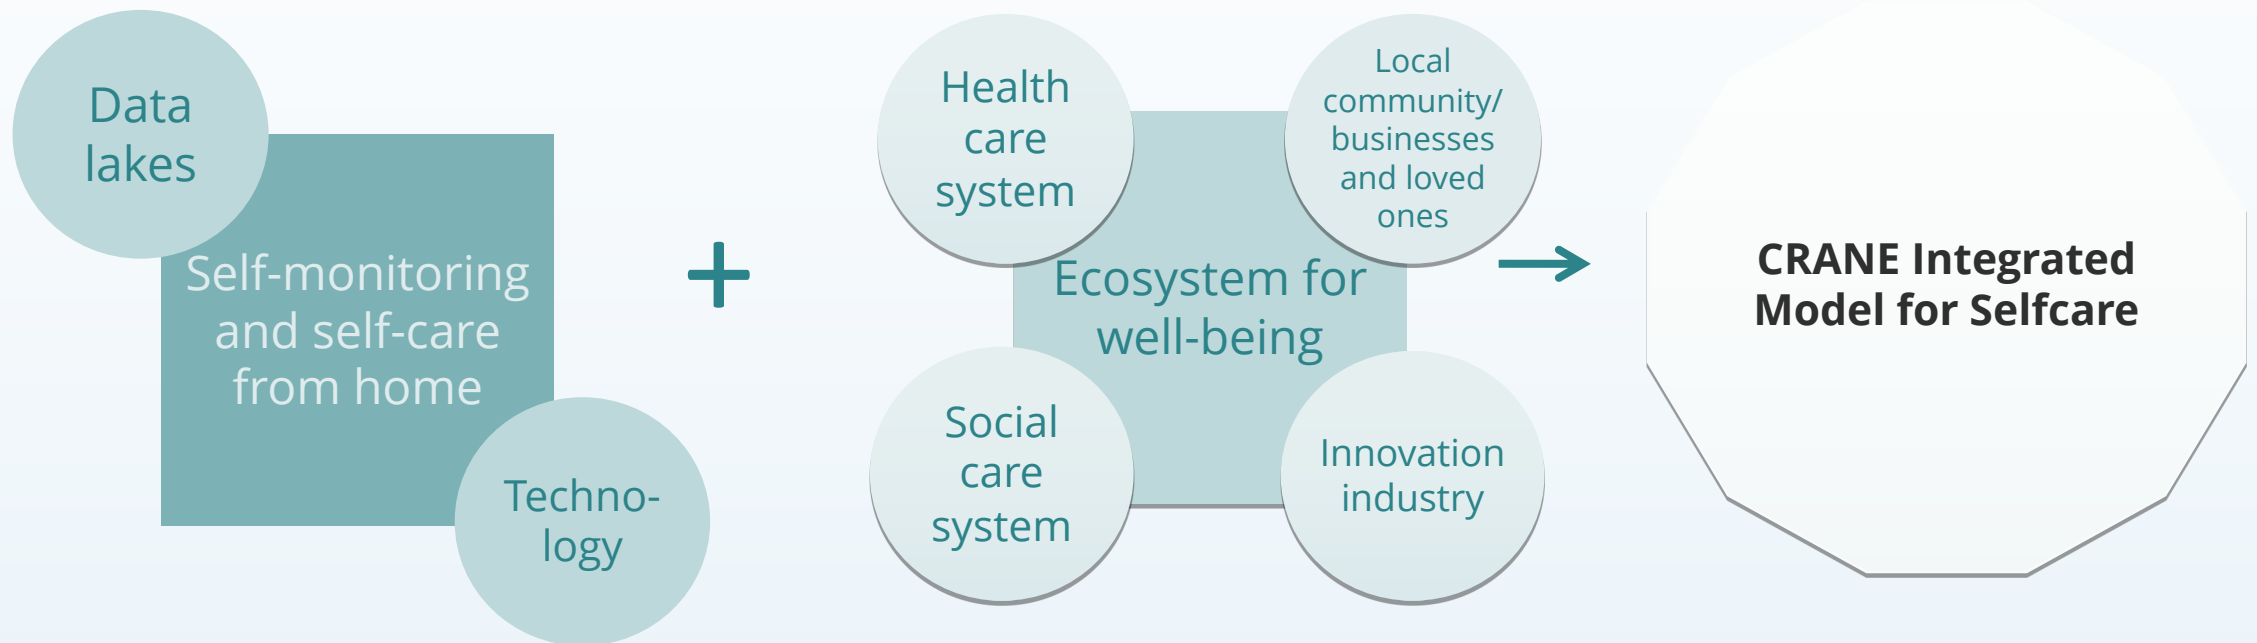 Data
lakes
Self-monitoring
and self-care
from home
Techno-
logy
+
Health
care
system
Local
community/
businesses
and loved
ones
Ecosystem for
well-being
Social
care
system
Innovation
industry
CRANE Integrated
Model for Selfcare